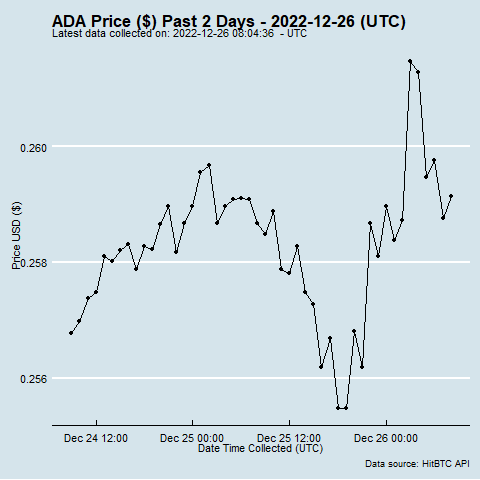 ADA Price ($) Past 2 Days - 2022-12-26 (UTC)
Latest data collected on: 2022-12-26 08:04:36  - UTC
0.260
0.258
0.256
Price USD ($)
Dec 24 12:00
Dec 25 00:00
Dec 25 12:00
Dec 26 00:00
Date Time Collected (UTC)
Data source: HitBTC API